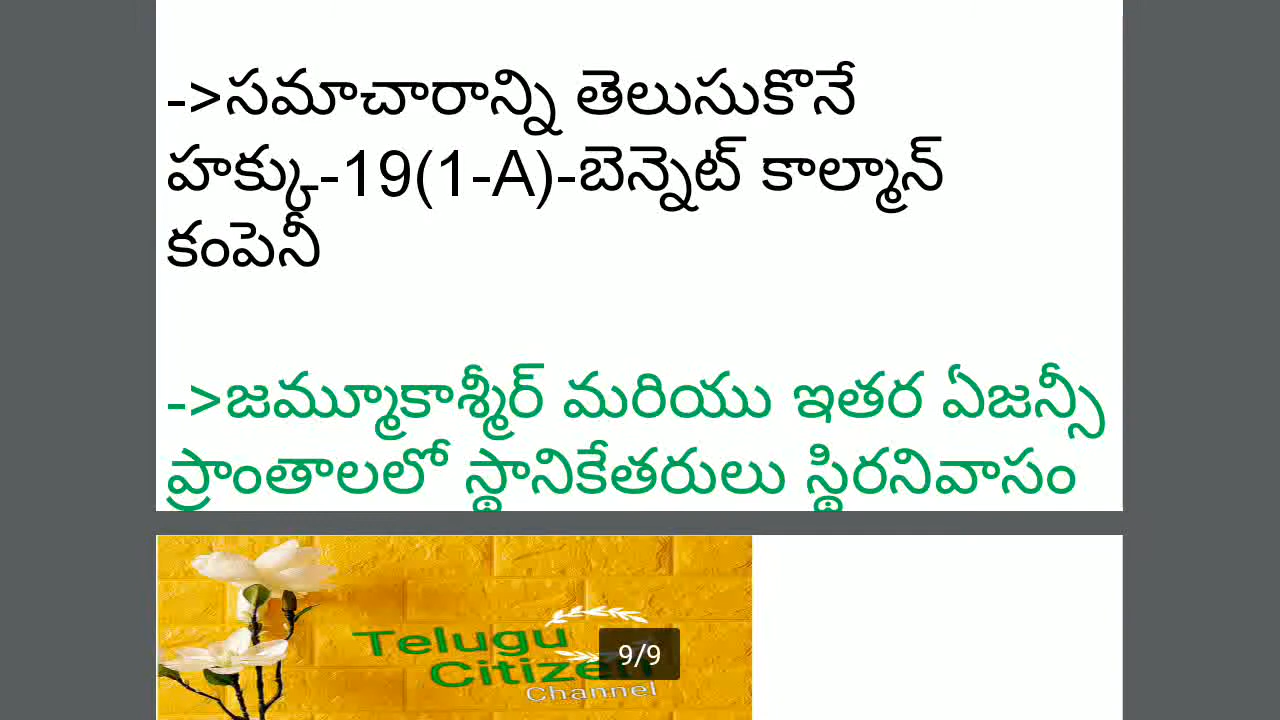 ->సమాచారాన్ని తెలుసుకొనే
హక్కు-19(1-A)-బెన్నెట్ కాల్మాన్
కంపెనీ
->జమ్మూకాశ్మీర్ మరియు ఇతర ఏజన్సీ
ప్రాంతాలలో స్థానికేతరులు స్థిరనివాసం
Telugu
Citizen
Channel
9/9